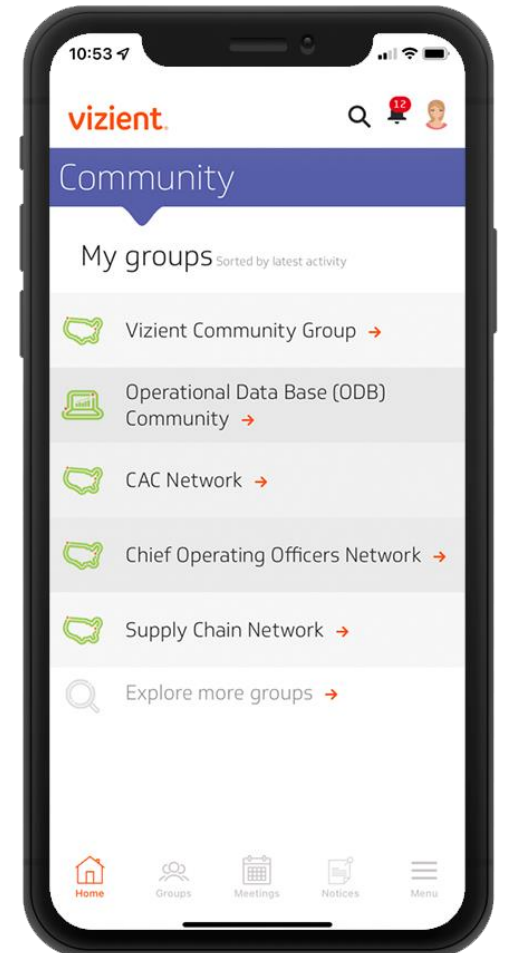 10:53
vizient.
12
Community
My groups Sorted by latest activity
Vizient Community Group →
Operational Data Base (ODB)
Community →
CAC Network →
Chief Operating Officers Network →
Supply Chain Network →
Explore more groups →
Home Groups Meetings Notices Menu